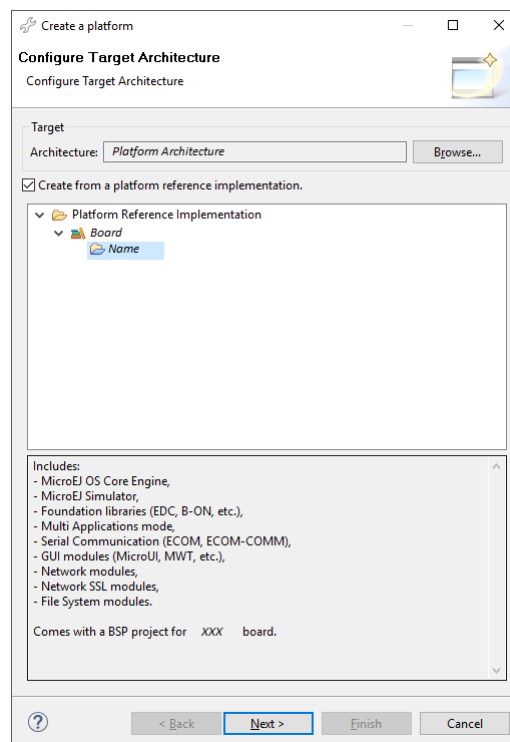 Create a platform
Configure Target Architecture
Configure Target Architecture
Target
Architecture: Platform Architecture Browse...
Create from a platform reference implementation.
Platform Reference Implementation
Board
Name
Includes:
- MicroEJ OS Core Engine,
- MicroEJ Simulator,
- Foundation libraries (EDC, B-ON, etc.),
- Multi Applications mode,
- Serial Communication (ECOM, ECOM-COMM),
- GUI modules (MicroUI, MWT, etc.),
- Network modules,
- Network SSL modules,
- File System modules.
Comes with a BSP project for XXX board.
? < Back Next > Finish Cancel